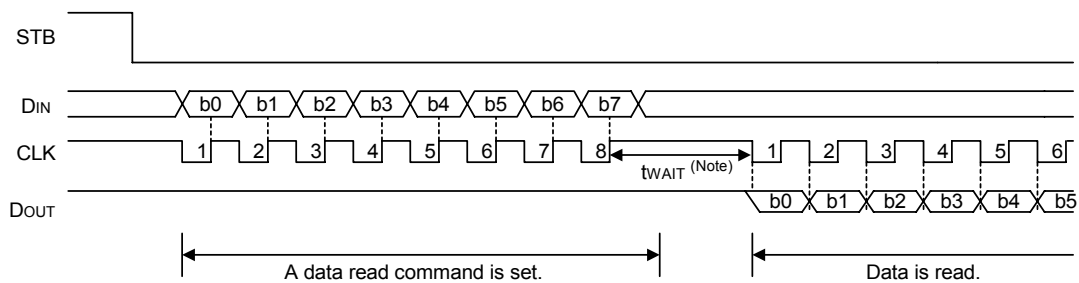 STB
DIN
b0 b1 b2 b3 b4 b5 b6 b7
CLK
1 2 3 4 5 6 7 8
tWAIT (Note)
1 2 3 4 5 6
DOUT
b0 b1 b2 b3 b4 b5
A data read command is set.
Data is read.